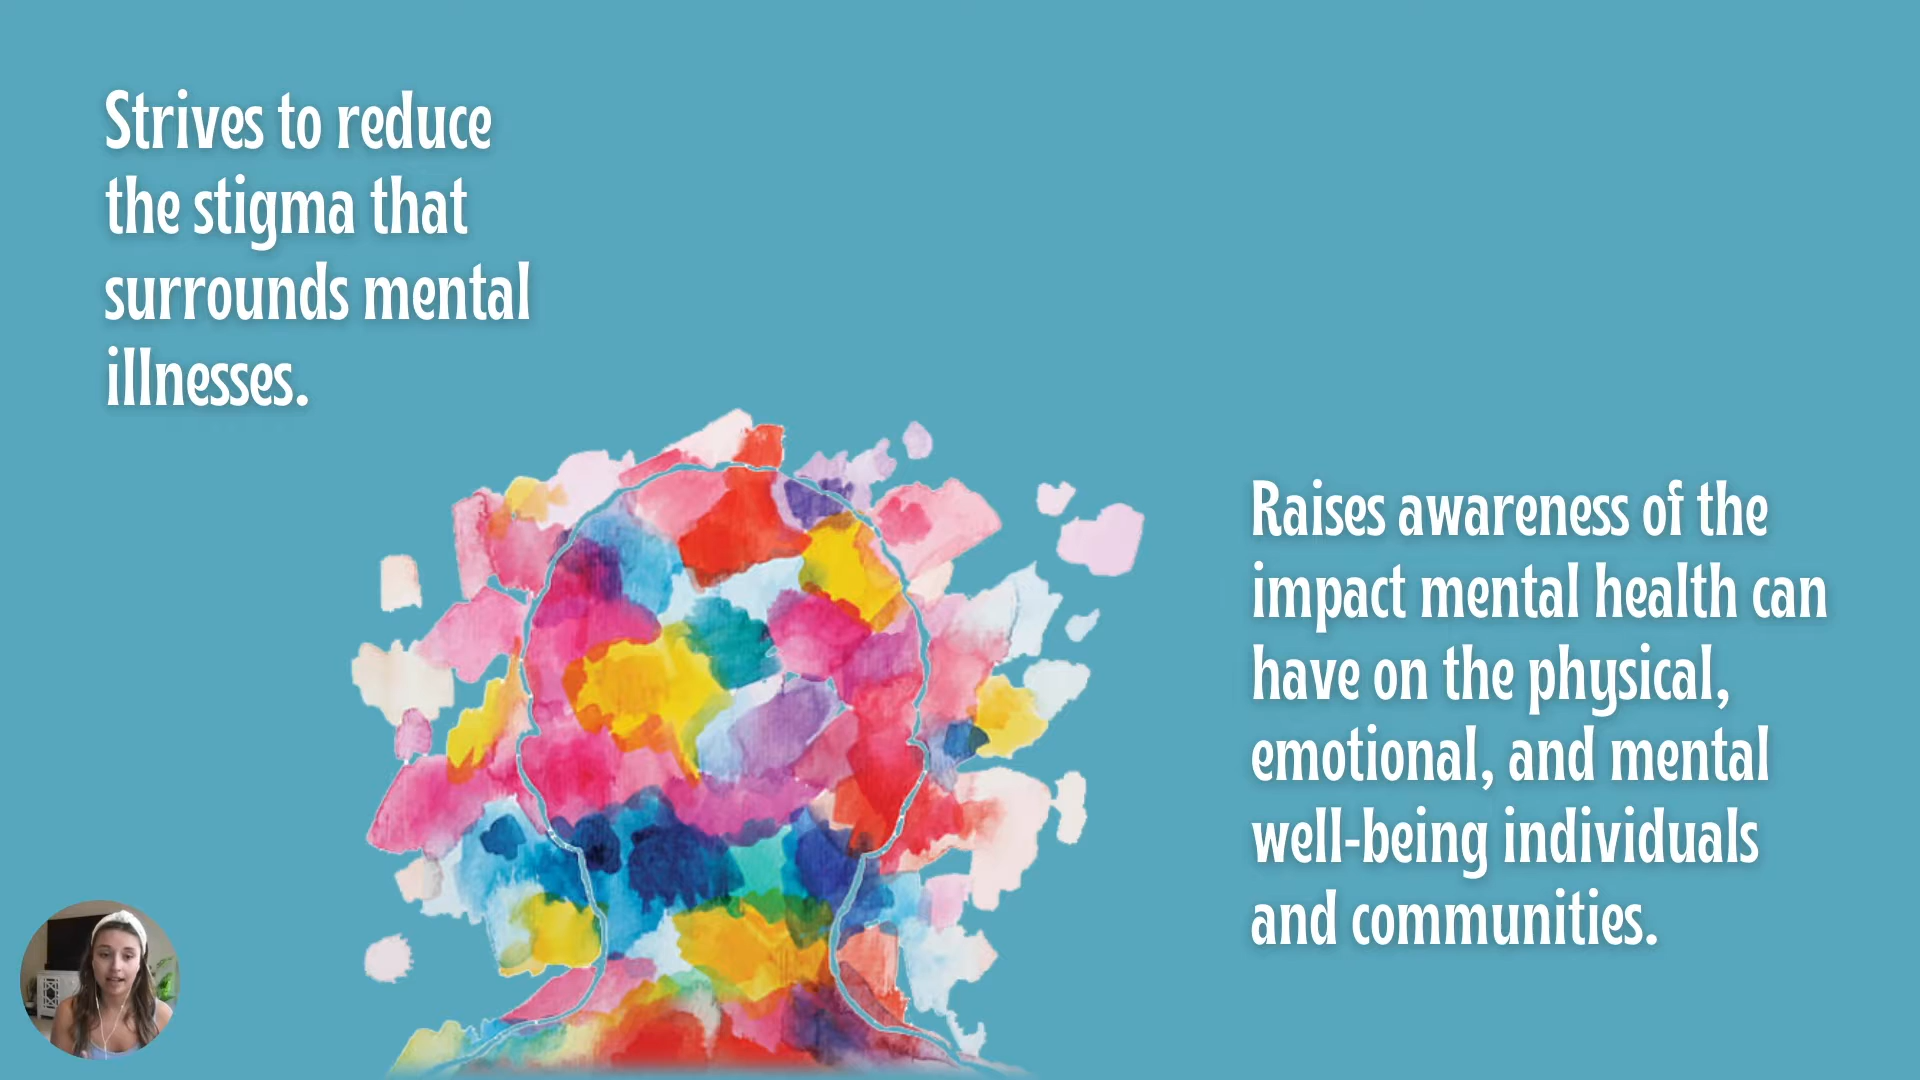 Strives to reduce
the stigma that
surrounds mental
illnesses.
Raises awareness of the
impact mental health can
have on the physical,
emotional, and mental
well-being individuals
and communities.